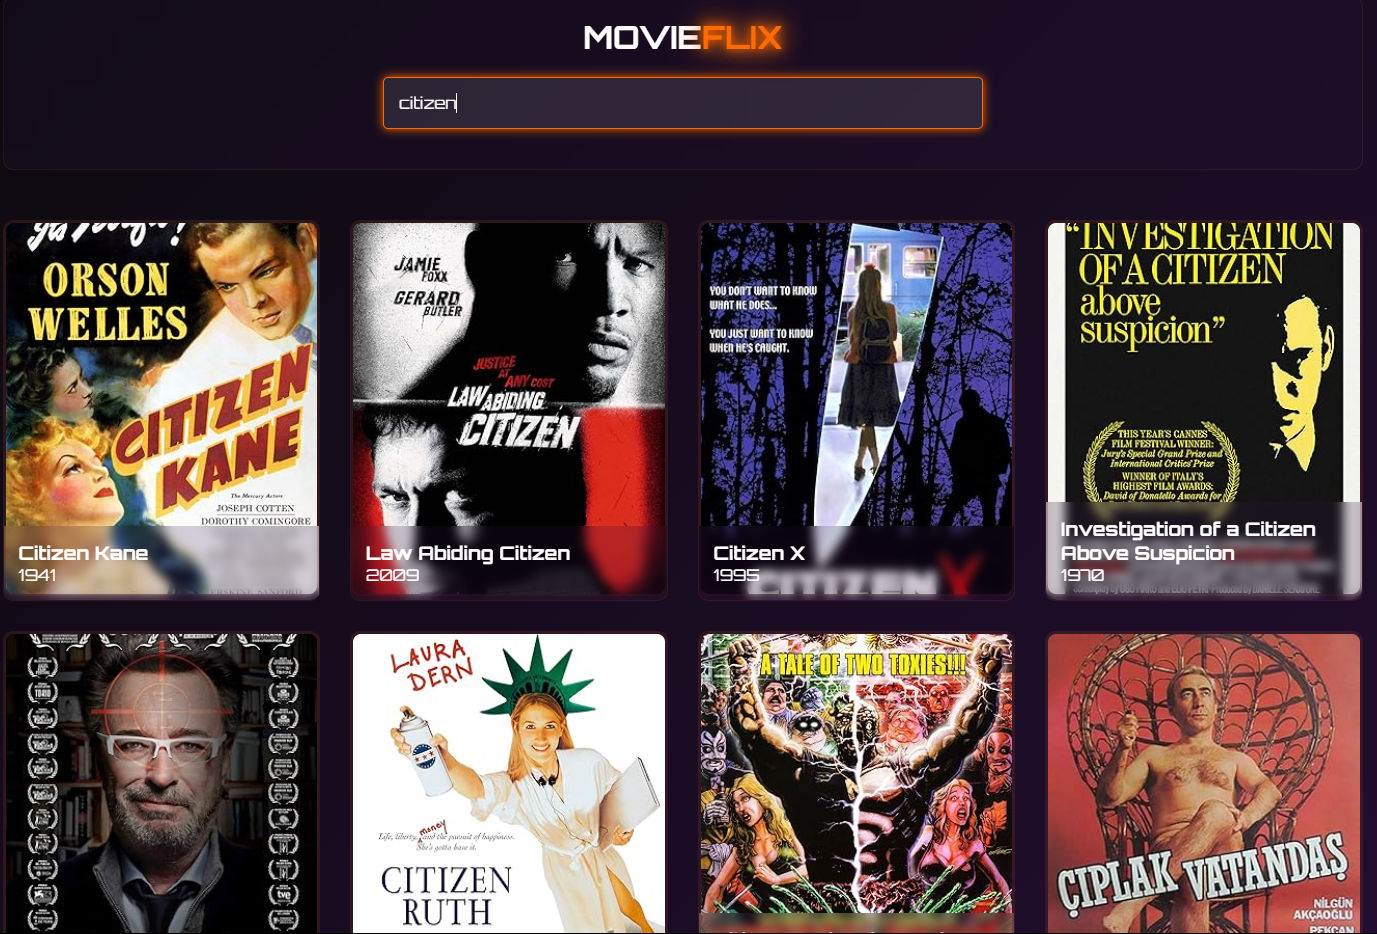 MOVIEFLIX
citizen
ORSON
WELLES
CITIZEN
KANE
The Mercury Actors
JOSEPH COTTEN
DOROTHY COMINGORE
Citizen Kane
1941
JAMIE
FOXX
GERARD
BUTLER
JUSTICE
AT ANY COST
LAW ABIDING
CITIZEN
Law Abiding Citizen
2009
YOU DON'T WANT TO KNOW
WHAT HE DOES...
YOU JUST WANT TO KNOW
WHEN HE'S CAUGHT.
CITIZEN X
Citizen X
1995
"INVESTIGATION
OF A CITIZEN
above
suspicion"
THIS YEAR'S CANNES
FILM FESTIVAL WINNER:
Jury's Special Grand Prize and
International Critics' Prize
WINNER OF ITALY'S
HIGHEST FILM AWARDS:
David of Donatello Awards for
Investigation of a Citizen
Above Suspicion
1970
LAURA
DERN
money
Life, liberty, and the pursuit of happiness.
She's gotta have it.
CITIZEN
RUTH
A TALE OF TWO TOXIES!!!
ÇIPLAK VATANDAŞ
NİLGÜN
AKÇAOĞLU
PEKCAN